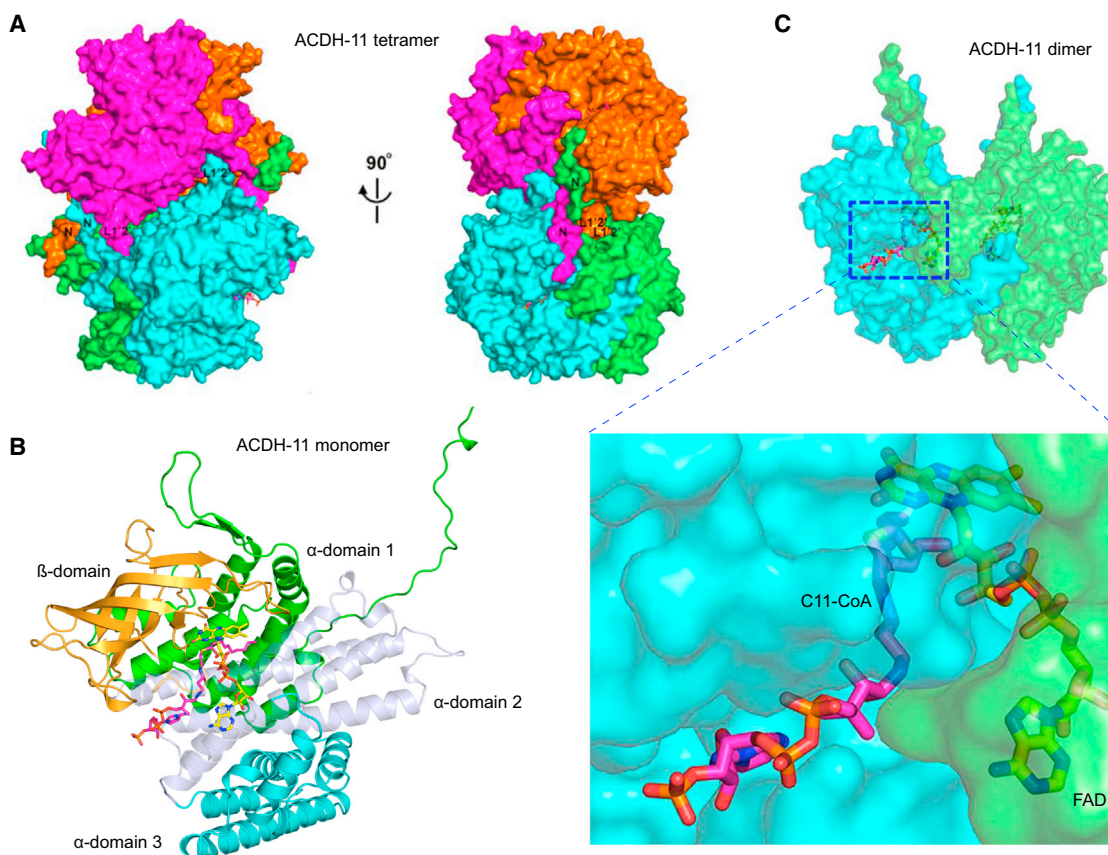 A
ACDH-11 tetramer
L1'2'
N
L1'2'
N
90°
N
N
L1'2'
L1'2'
C
ACDH-11 dimer
B
ACDH-11 monomer
ß-domain
α-domain 1
α-domain 2
α-domain 3
C11-CoA
FAD